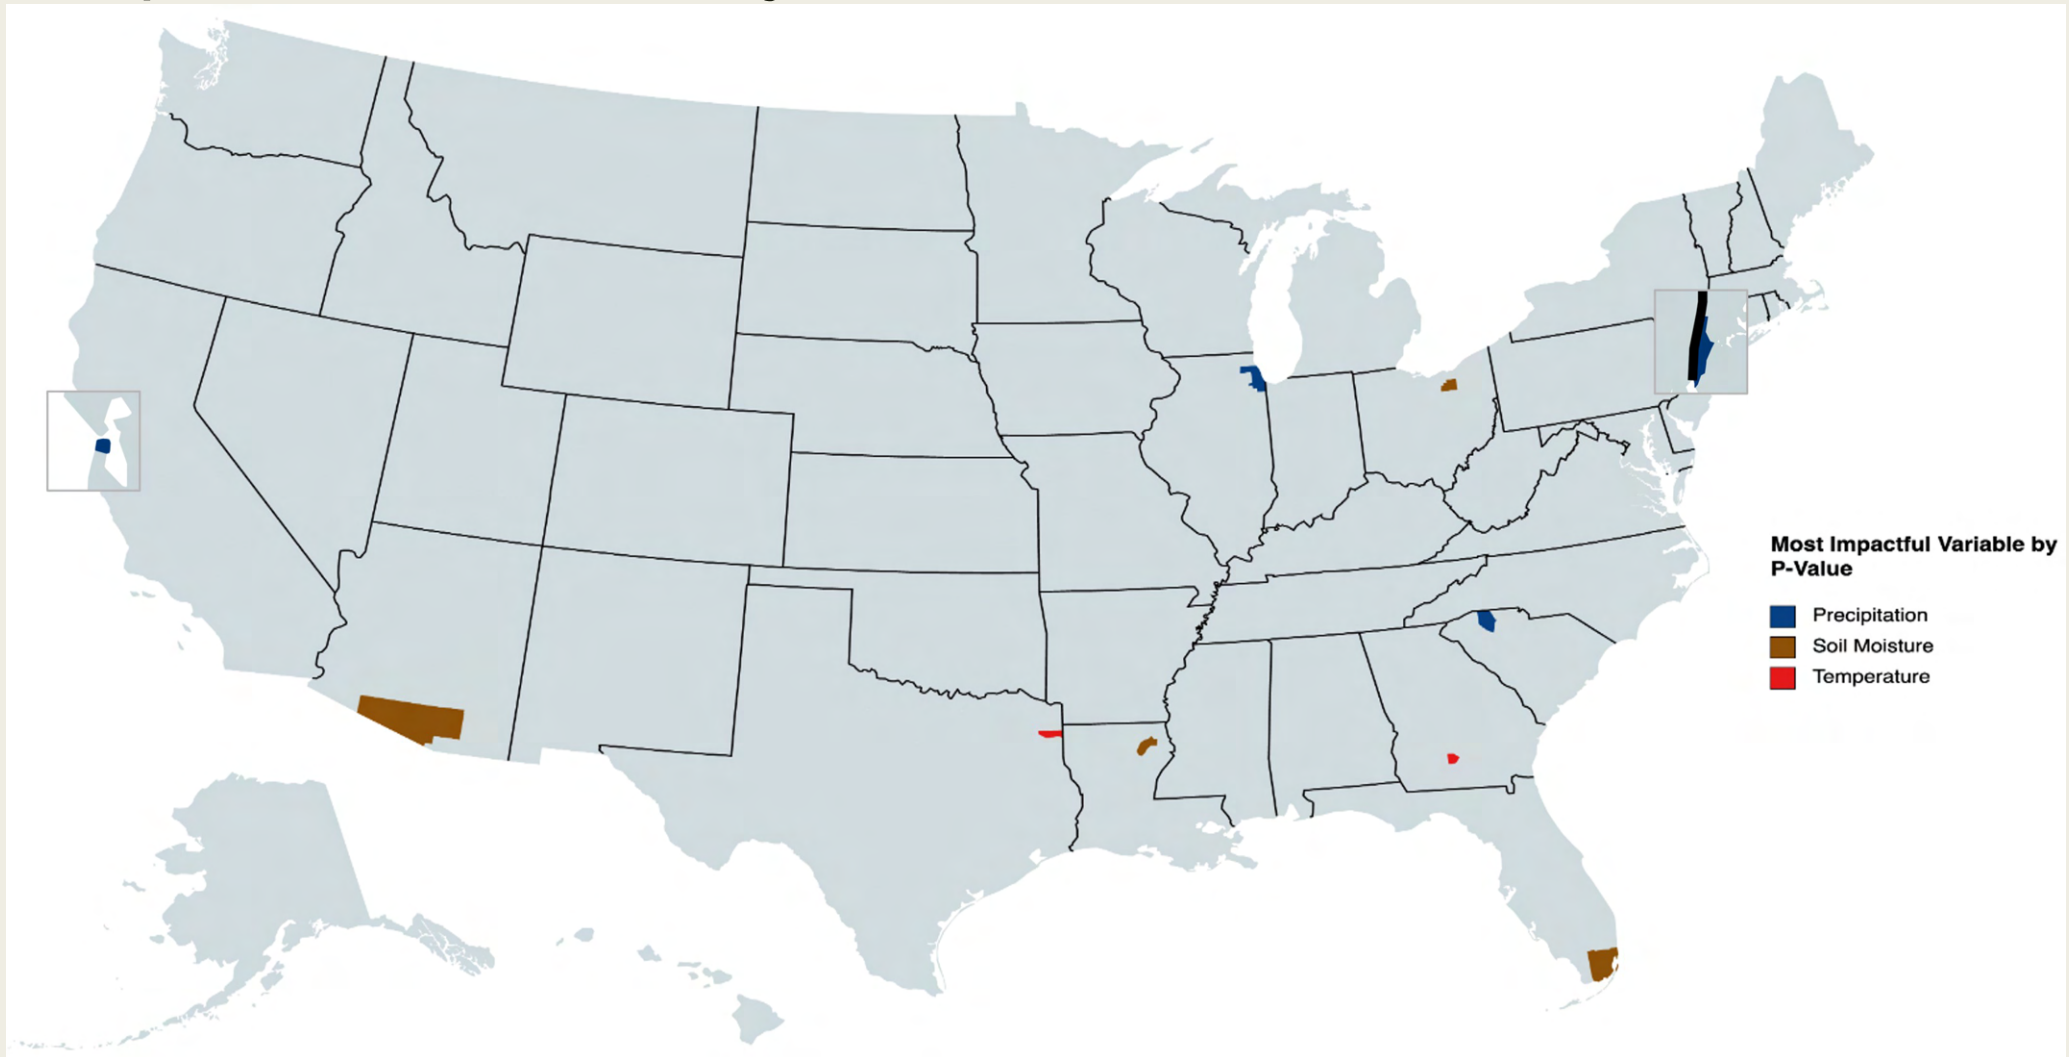 Most Impactful Variable by
P-Value
Precipitation
Soil Moisture
Temperature